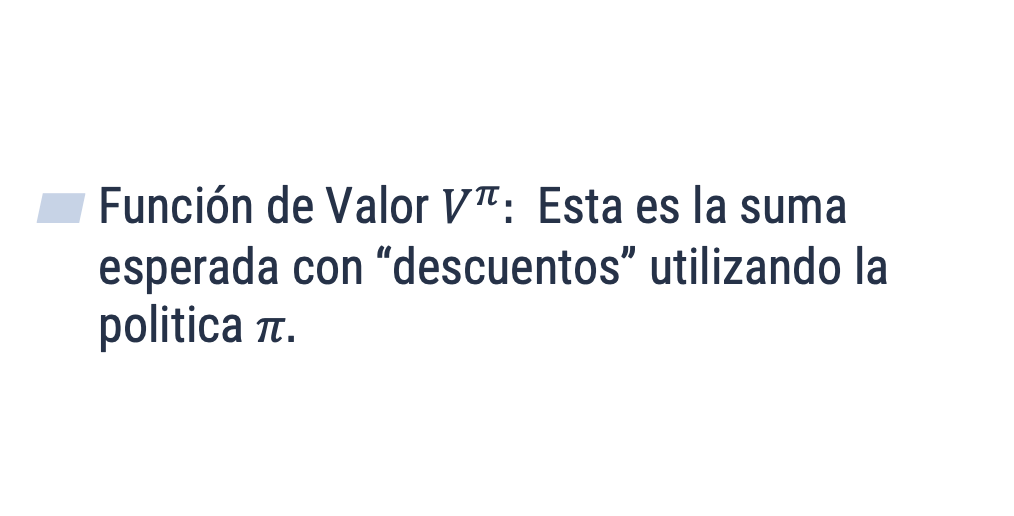 Función de Valor 𝑉^𝜋:  Esta es la suma
esperada con “descuentos” utilizando la
politica 𝜋.